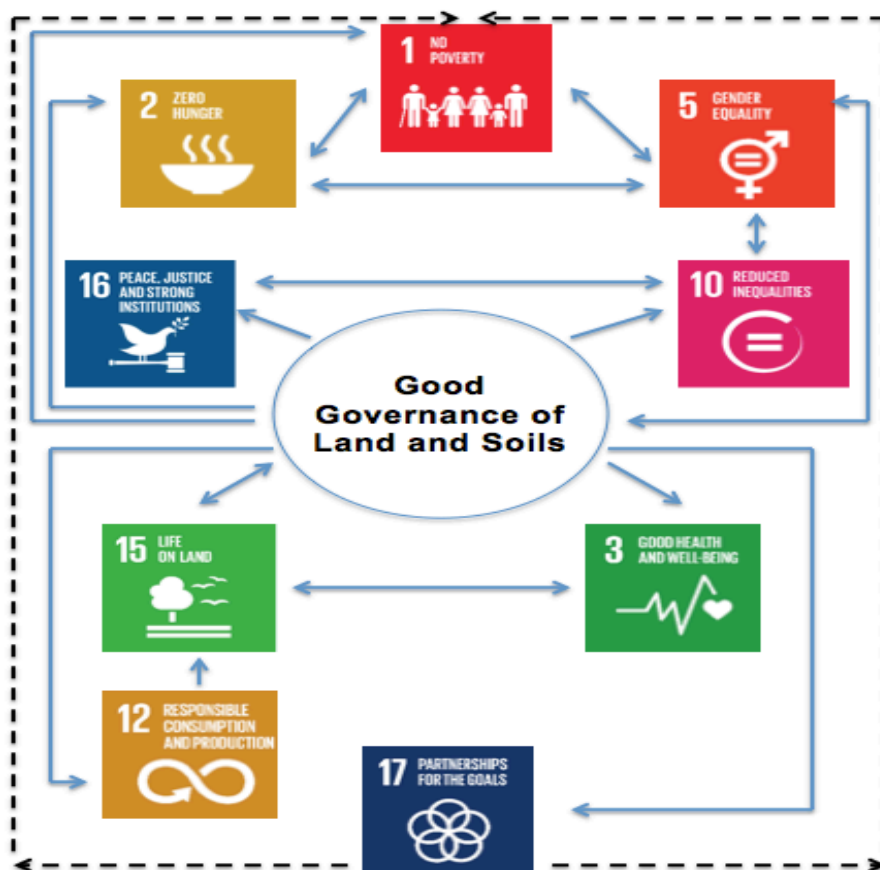 1 NO
POVERTY
2 ZERO
HUNGER
5 GENDER
EQUALITY
16 PEACE, JUSTICE
AND STRONG
INSTITUTIONS
10 REDUCED
INEQUALITIES
Good
Governance of
Land and Soils
15 LIFE
ON LAND
3 GOOD HEALTH
AND WELL-BEING
12 RESPONSIBLE
CONSUMPTION
AND PRODUCTION
17 PARTNERSHIPS
FOR THE GOALS